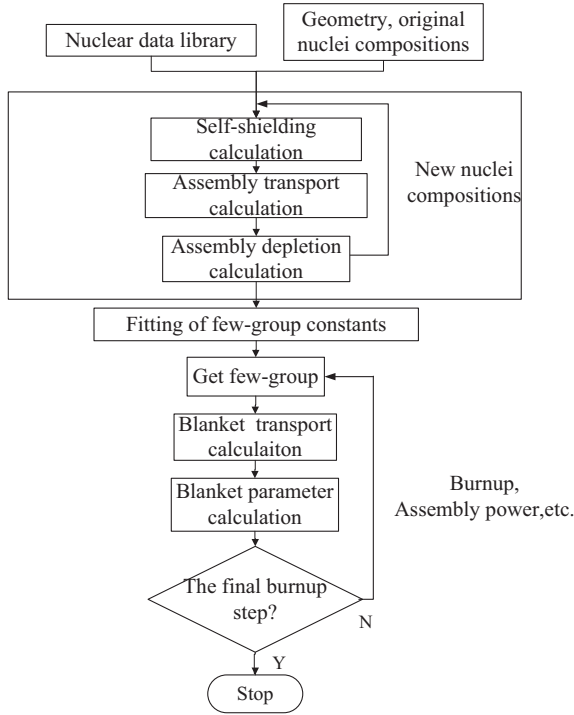 Nuclear data library
Geometry, original
nuclei compositions
Self-shielding
calculation
Assembly transport
calculation
Assembly depletion
calculation
New nuclei
compositions
Fitting of few-group constants
Get few-group
Blanket transport
calculaiton
Blanket parameter
calculation
Burnup,
Assembly power,etc.
The final burnup
step?
N
Y
Stop